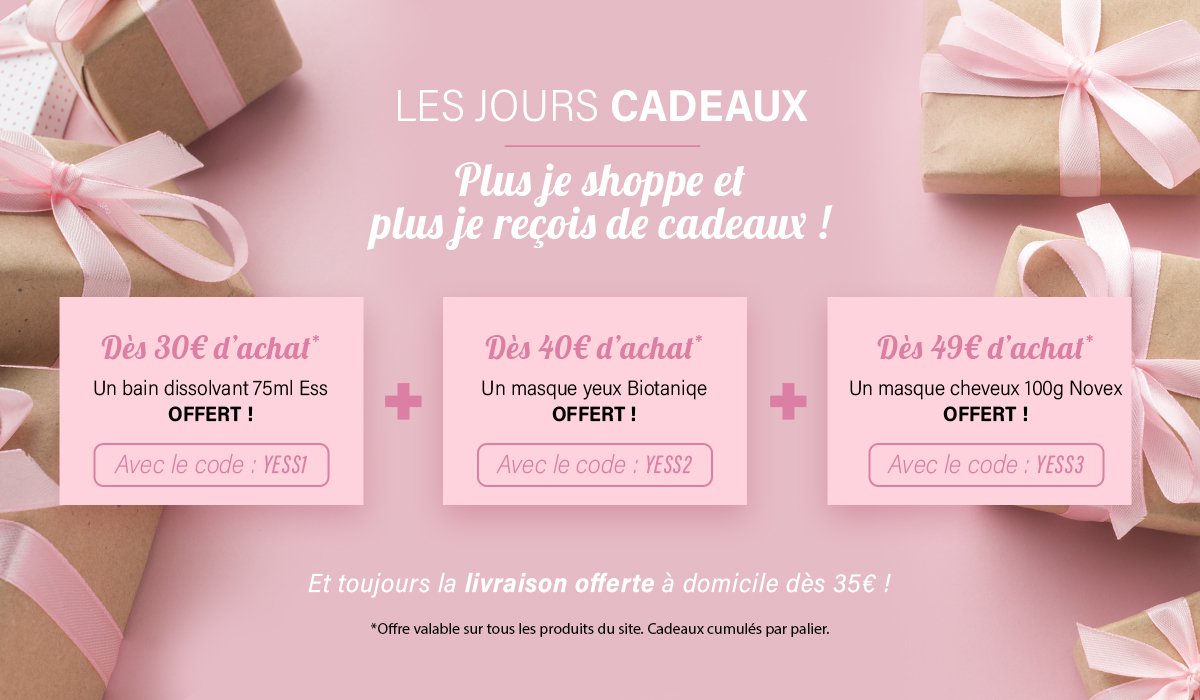 LES JOURS CADEAUX
Plus je shoppe et
plus je reçois de cadeaux !
Dès 30€ d'achat*
Un bain dissolvant 75ml Ess
OFFERT !
Avec le code : YESS1
Dès 40€ d'achat*
Un masque yeux Biotaniqe
OFFERT !
Avec le code : YESS2
Dès 49€ d'achat*
Un masque cheveux 100g Novex
OFFERT !
Avec le code : YESS3
Et toujours la livraison offerte à domicile dès 35€ !
*Offre valable sur tous les produits du site. Cadeaux cumulés par palier.